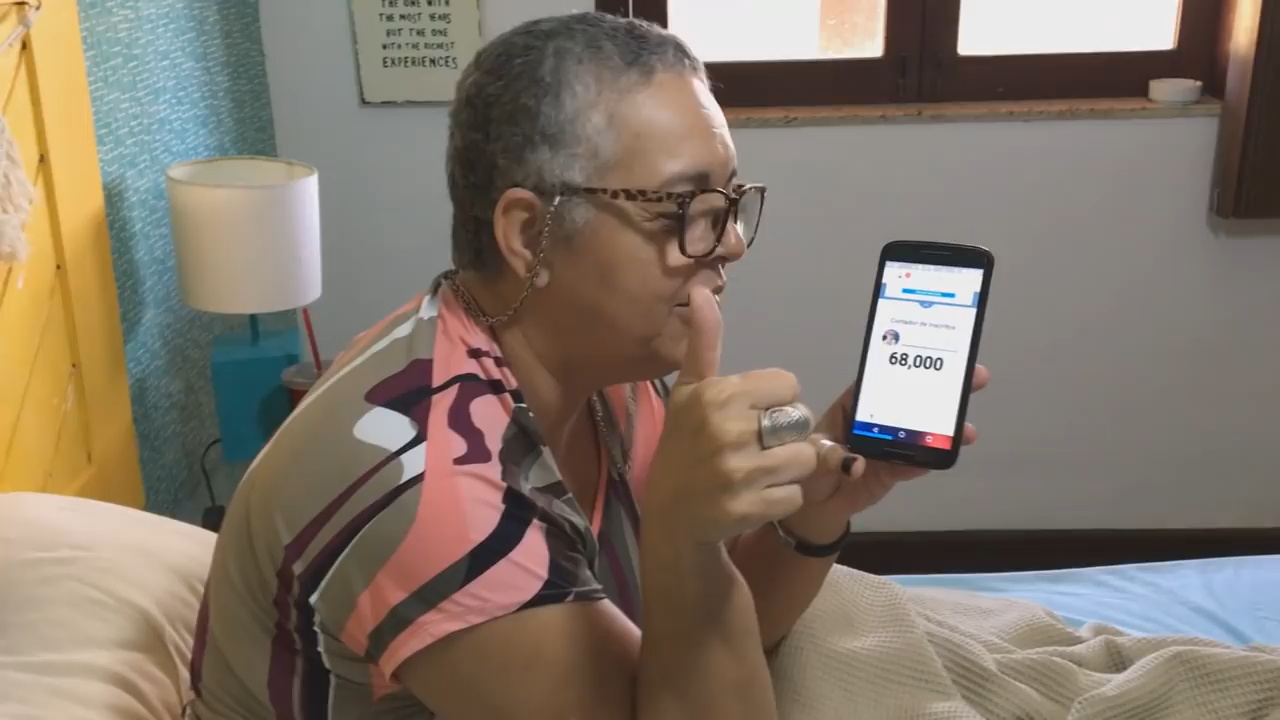 THE ONE WITH
THE MOST YEARS
BUT THE ONE
WITH THE RICHEST
EXPERIENCES
Contador de Inscritos
68,000